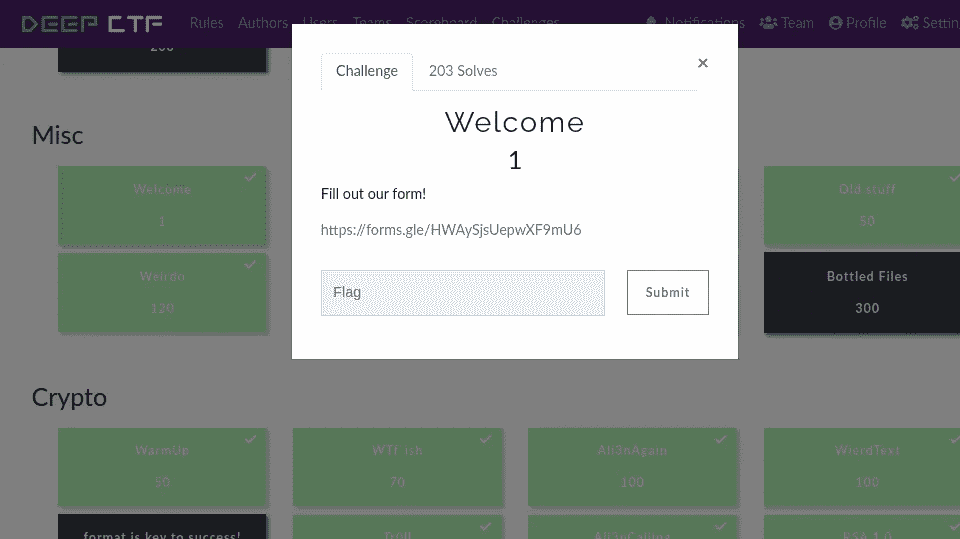 DEEP CTF Rules Authors Users Teams Scoreboard Challenges Notifications Team Profile Settin
200
Challenge 203 Solves ×
Welcome
1
Fill out our form!
https://forms.gle/HWAySjsUepwXF9mU6
Flag Submit
Misc
Welcome Old stuff
1 50
Weirdo Bottled Files
120 300
Crypto
WarmUp WTF ish WierdText
50 70 100 100
format is key to success! Troll RSA 1.0